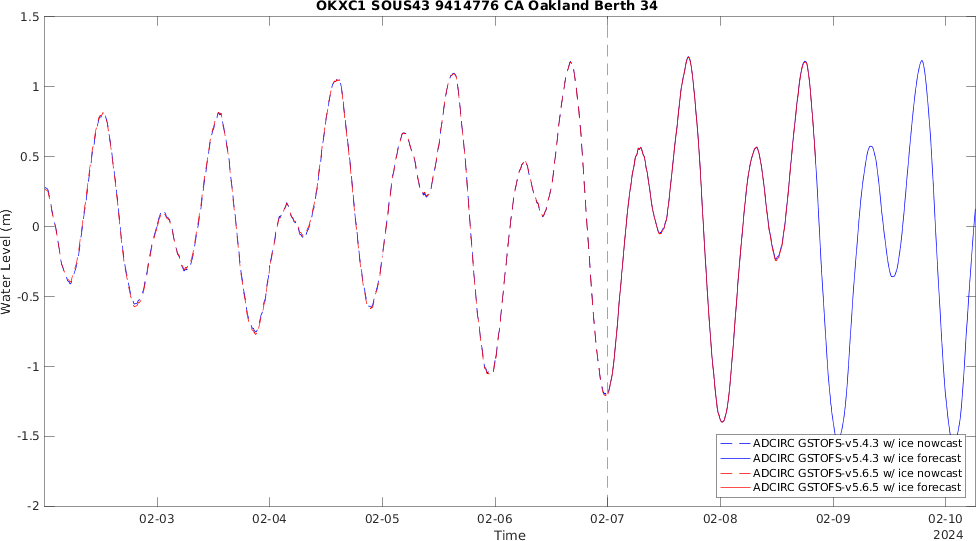 OKXC1 SOUS43 9414776 CA Oakland Berth 34
1.5
1
0.5
0
-0.5
-1
-1.5
-2
Water Level (m)
ADCIRC GSTOFS-v5.4.3 w/ ice nowcast
ADCIRC GSTOFS-v5.4.3 w/ ice forecast
ADCIRC GSTOFS-v5.6.5 w/ ice nowcast
ADCIRC GSTOFS-v5.6.5 w/ ice forecast
02-03 02-04 02-05 02-06 02-07 02-08 02-09 02-10
2024
Time